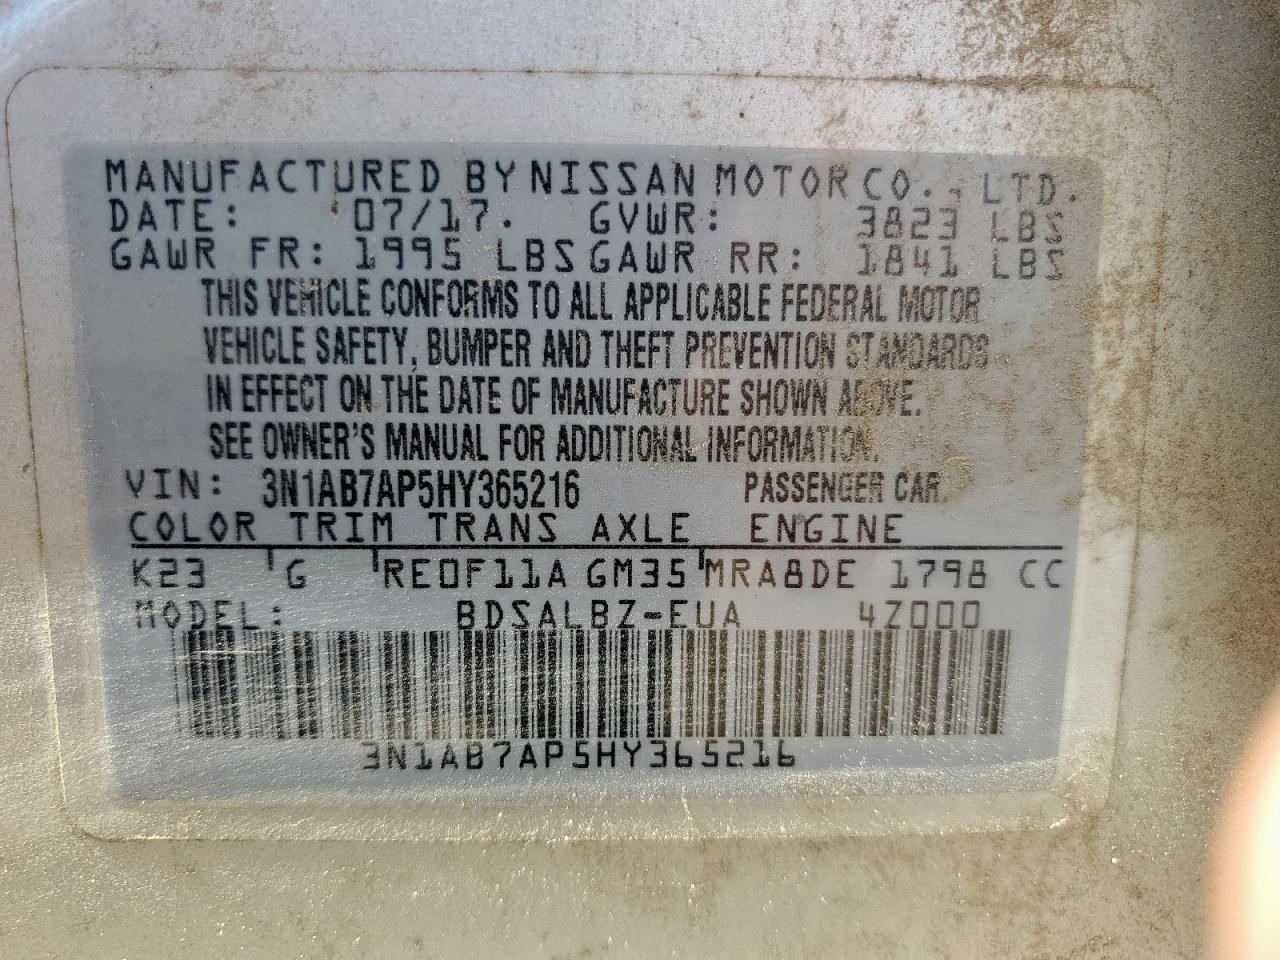 MANUFACTURED BY NISSAN MOTOR CO., LTD.
DATE: 07/17. GVWR: 3823 LBS
GAWR FR: 1995 LBS GAWR RR: 1841 LBS
THIS VEHICLE CONFORMS TO ALL APPLICABLE FEDERAL MOTOR
VEHICLE SAFETY, BUMPER AND THEFT PREVENTION STANDARDS
IN EFFECT ON THE DATE OF MANUFACTURE SHOWN ABOVE.
SEE OWNER'S MANUAL FOR ADDITIONAL INFORMATION.
VIN: 3N1AB7AP5HY365216 PASSENGER CAR.
COLOR TRIM TRANS AXLE ENGINE
K23 G RE0F11A GM35 MRA8DE 1798 CC
MODEL: BDSALBZ-EUA 4Z000
3N1AB7AP5HY365216